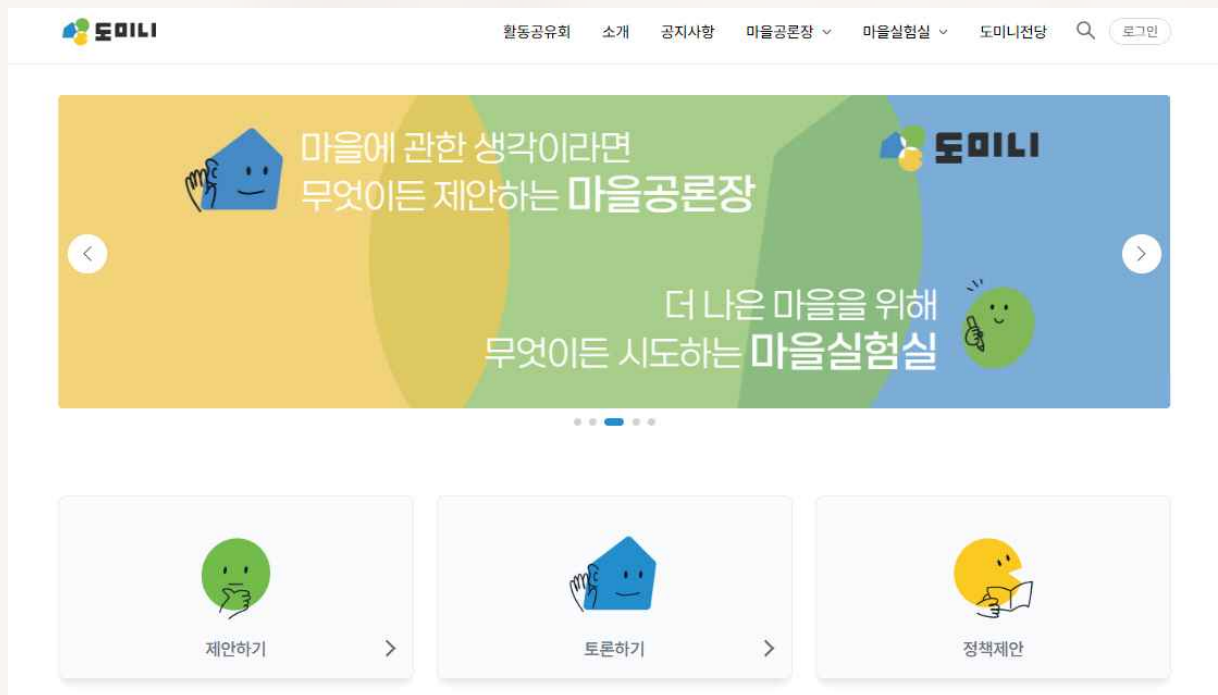 도미니
활동공유회 소개 공지사항 마을공론장 마을실험실 도미니전당 로그인
마을에 관한 생각이라면
무엇이든 제안하는 마을공론장
도미니
더 나은 마을을 위해
무엇이든 시도하는 마을실험실
제안하기 토론하기 정책제안